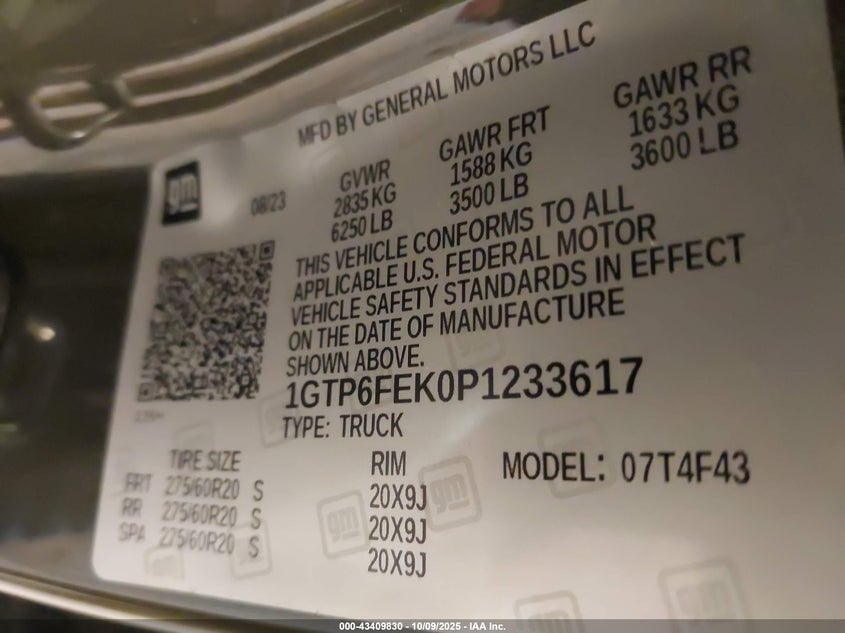 MFD BY GENERAL MOTORS LLC
gm
08/23
GVWR
2835 KG
6250 LB
GAWR FRT
1588 KG
3500 LB
GAWR RR
1633 KG
3600 LB
THIS VEHICLE CONFORMS TO ALL
APPLICABLE U.S. FEDERAL MOTOR
VEHICLE SAFETY STANDARDS IN EFFECT
ON THE DATE OF MANUFACTURE
SHOWN ABOVE.
1GTP6FEK0P1233617
TYPE: TRUCK
TIRE SIZE RIM MODEL: 07T4F43
FRT 275/60R20 S 20X9J
RR 275/60R20 S 20X9J
SPA 275/60R20 S 20X9J
gm
gm
000-43409830 - 10/09/2025 - IAA Inc.